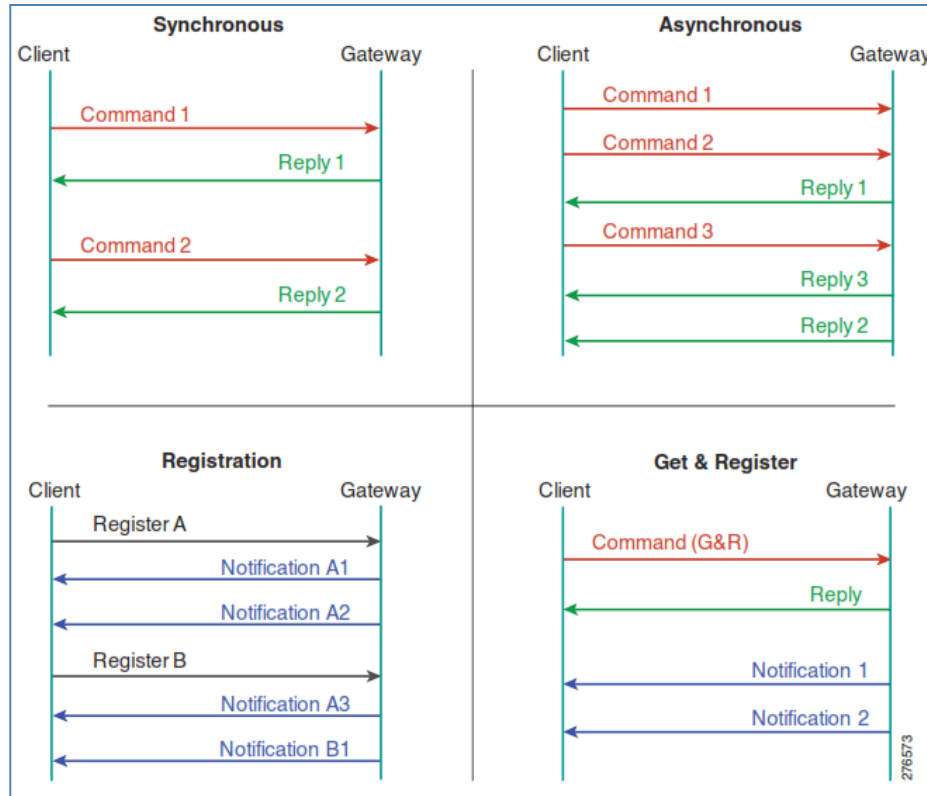 Synchronous
Client Gateway
Command 1
Reply 1
Command 2
Reply 2
Asynchronous
Client Gateway
Command 1
Command 2
Reply 1
Command 3
Reply 3
Reply 2
Registration
Client Gateway
Register A
Notification A1
Notification A2
Register B
Notification A3
Notification B1
Get & Register
Client Gateway
Command (G&R)
Reply
Notification 1
Notification 2
276573